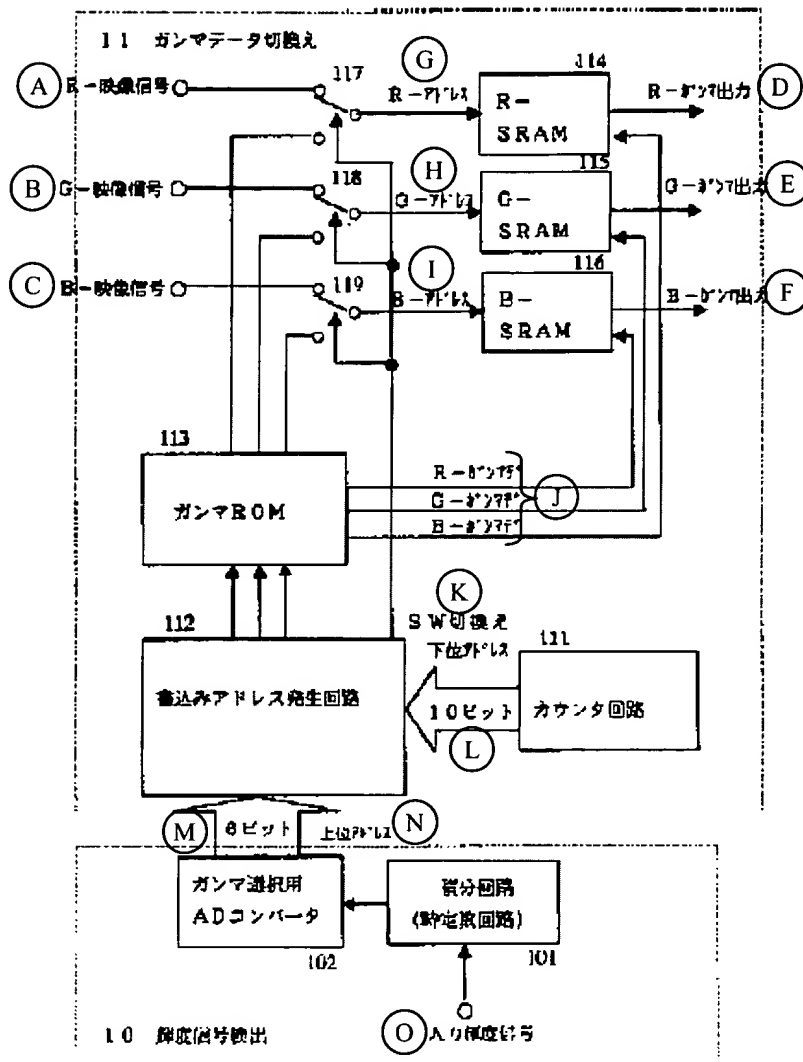 11 ガンマデータ切換え
117
G
114
A
R-映像信号
R-アドレス
R-
SRAM
R-ガンマ出力
D
115
B
G-映像信号
118
H
G-アドレス
G-
SRAM
G-ガンマ出力
E
116
C
B-映像信号
119
I
B-アドレス
B-
SRAM
B-ガンマ出力
F
113
ガンマROM
R-ガンマデ
G-ガンマデ
B-ガンマデ
J
K
SW切換え
112
下位アドレス
111
書込みアドレス発生回路
10ビット
カウンタ回路
L
M
ビット
上位アドレス
N
ガンマ選択用
ADコンバータ
積分回路
(時定数回路)
102
101
10 輝度信号検出
O
入力輝度信号